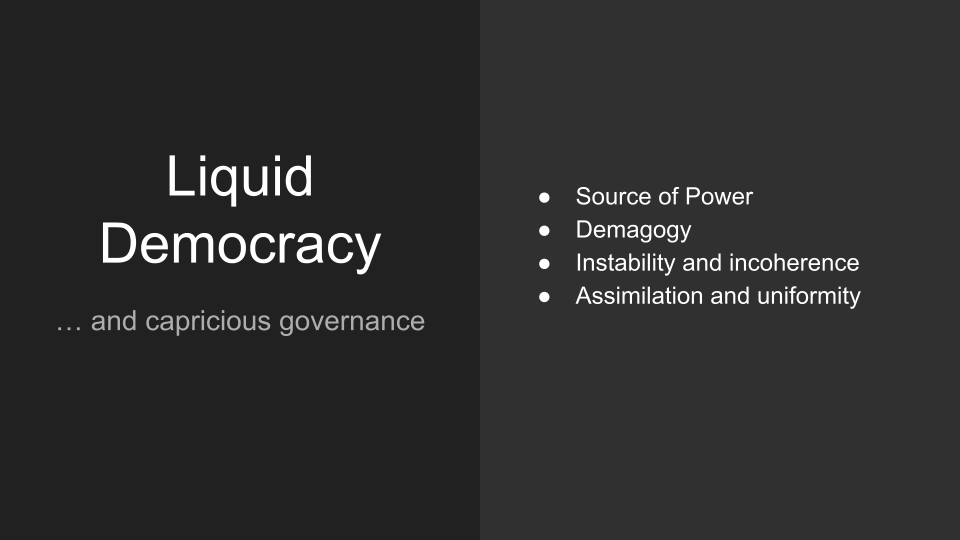 Liquid
Democracy
… and capricious governance
● Source of Power
● Demagogy
● Instability and incoherence
● Assimilation and uniformity